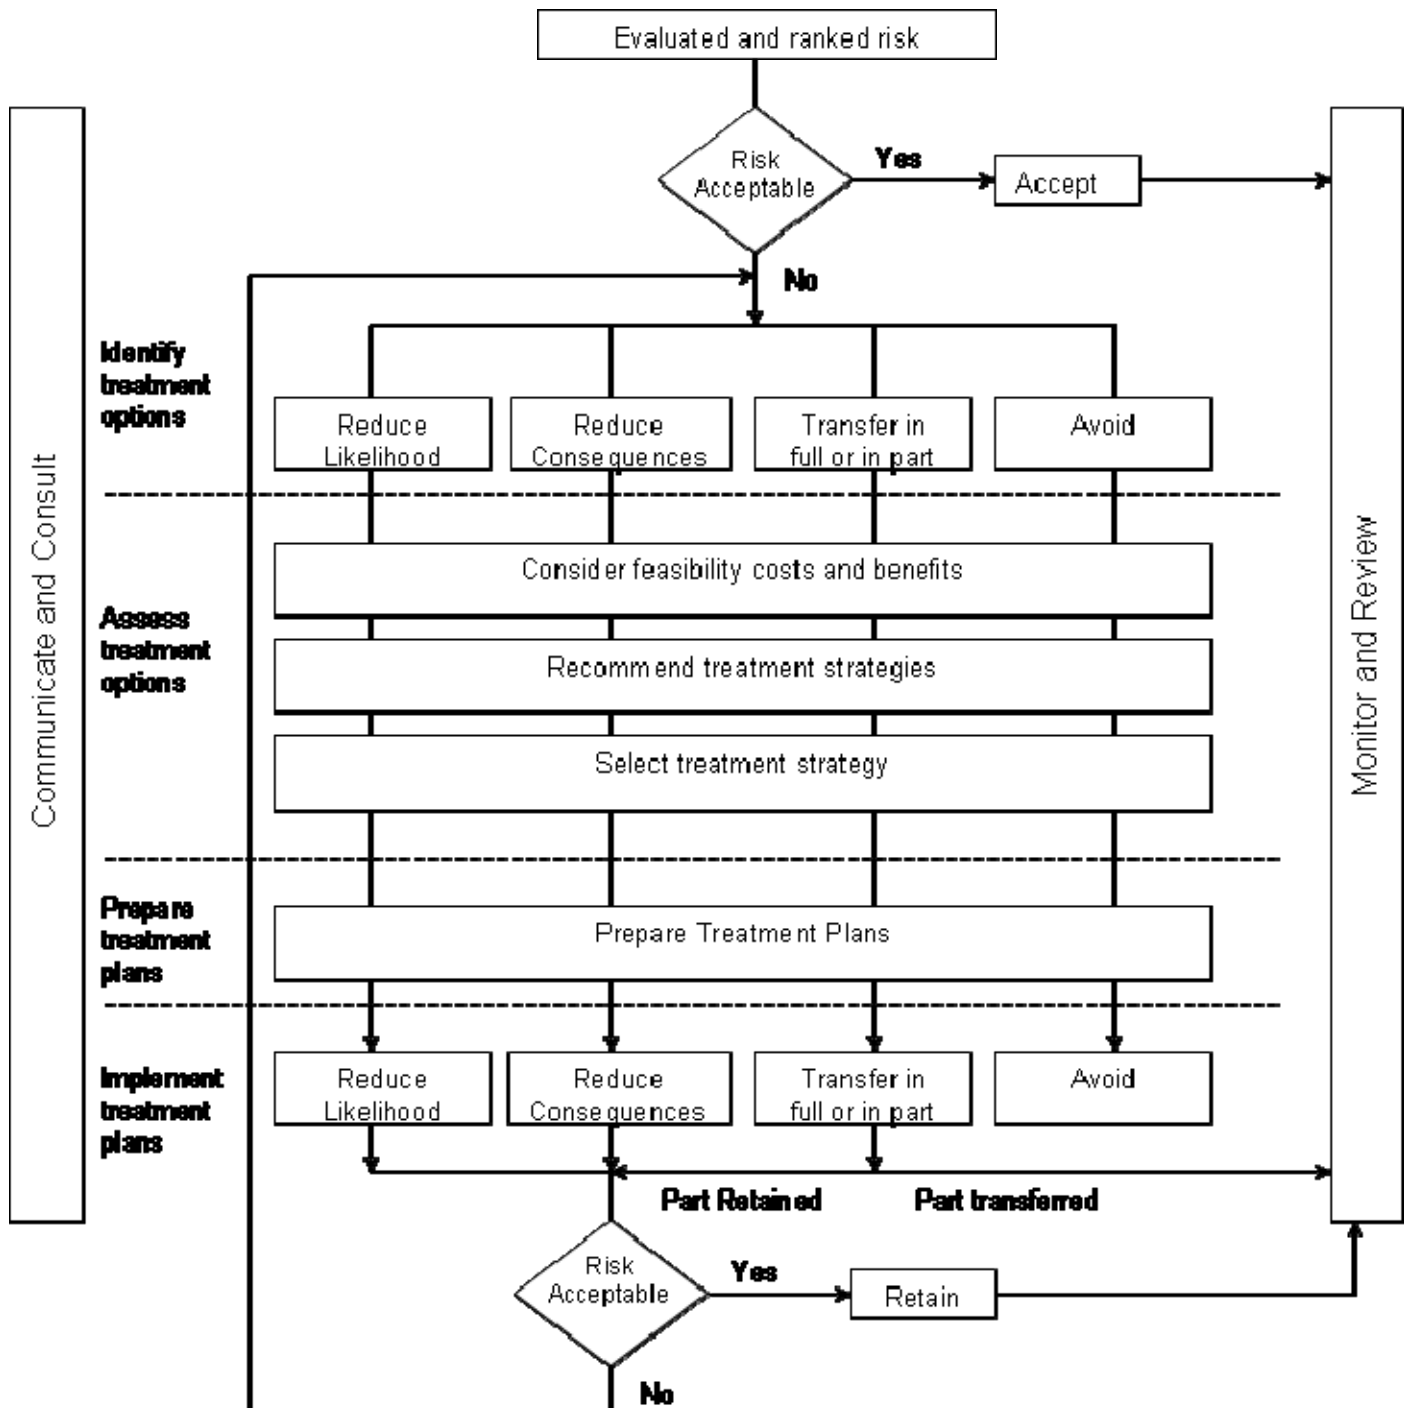 Evaluated and ranked risk
Risk
Acceptable
Yes
Accept
No
Communicate and Consult
Monitor and Review
Identify
treatment
options
Reduce
Likelihood
Reduce
Consequences
Transfer in
full or in part
Avoid
Assess
treatment
options
Consider feasibility costs and benefits
Recommend treatment strategies
Select treatment strategy
Prepare
treatment
plans
Prepare Treatment Plans
Implement
treatment
plans
Reduce
Likelihood
Reduce
Consequences
Transfer in
full or in part
Avoid
Part Retained
Part transferred
Risk
Acceptable
Yes
Retain
No